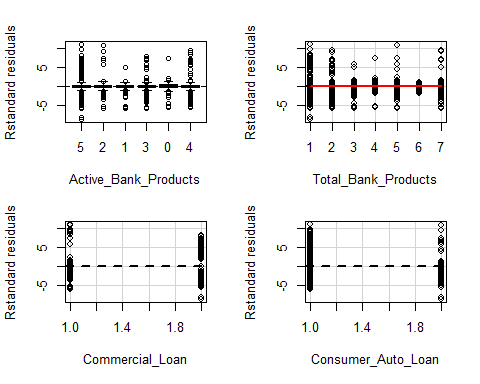 Rstandard residuals
5
-5
5 2 1 3 0 4
Active_Bank_Products
Rstandard residuals
5
-5
1 2 3 4 5 6 7
Total_Bank_Products
Rstandard residuals
5
-5
1.0 1.4 1.8
Commercial_Loan
Rstandard residuals
5
-5
1.0 1.4 1.8
Consumer_Auto_Loan